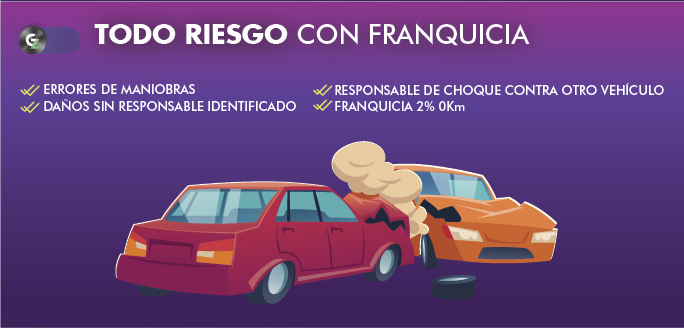 GZ
TODO RIESGO CON FRANQUICIA
ERRORES DE MANIOBRAS
DAÑOS SIN RESPONSABLE IDENTIFICADO
RESPONSABLE DE CHOQUE CONTRA OTRO VEHÍCULO
FRANQUICIA 2% 0Km